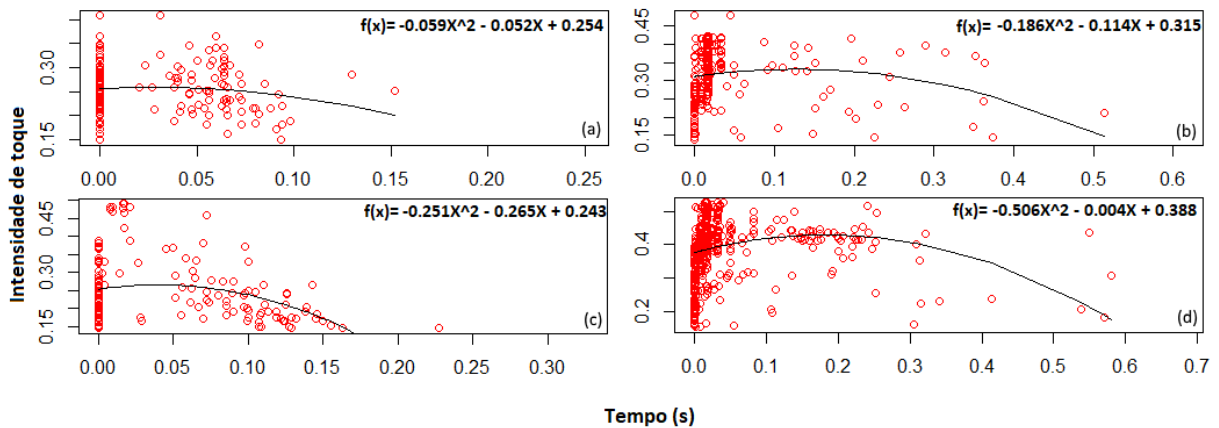 f(x)= -0.059X^2 - 0.052X + 0.254
0.30
0.15
(a)
0.00 0.05 0.10 0.15 0.20 0.25
f(x)= -0.186X^2 - 0.114X + 0.315
0.45
0.30
0.15
(b)
0.0 0.1 0.2 0.3 0.4 0.5 0.6
Intensidade de toque
f(x)= -0.251X^2 - 0.265X + 0.243
0.45
0.30
0.15
(c)
0.00 0.05 0.10 0.15 0.20 0.25 0.30
f(x)= -0.506X^2 - 0.004X + 0.388
0.4
0.2
(d)
0.0 0.1 0.2 0.3 0.4 0.5 0.6 0.7
Tempo (s)